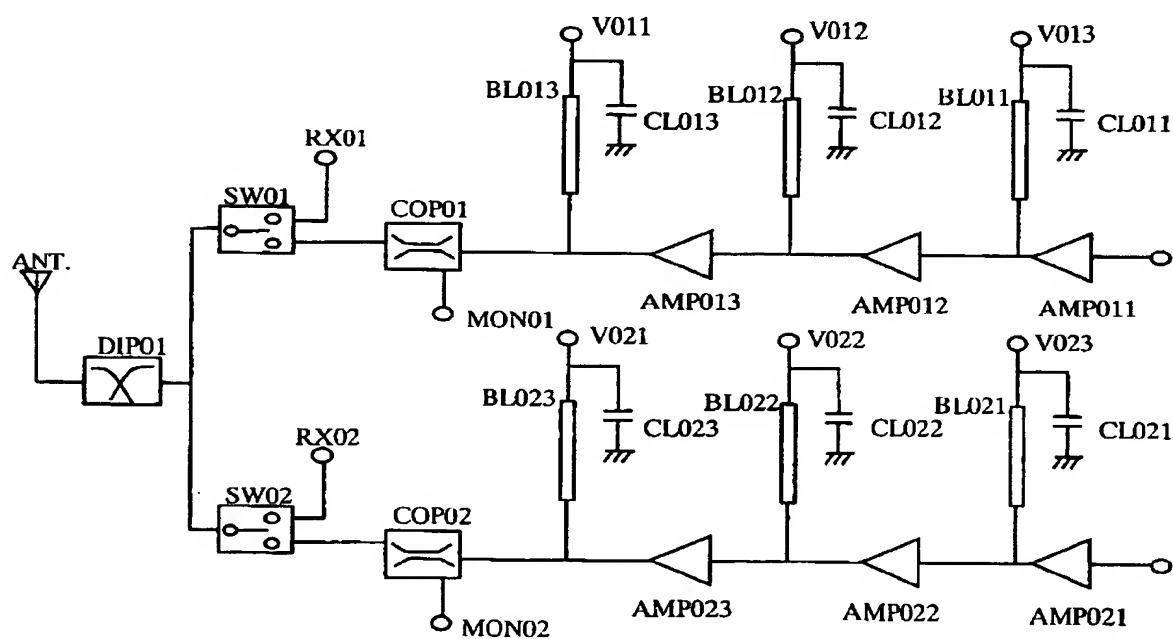 V011
V012
V013
BL013
BL012
BL011
CL013
CL012
CL011
RX01
SW01
COP01
ANT.
AMP013
AMP012
AMP011
MON01
DIP01
V021
V022
V023
BL023
BL022
BL021
CL023
CL022
CL021
RX02
SW02
COP02
AMP023
AMP022
AMP021
MON02